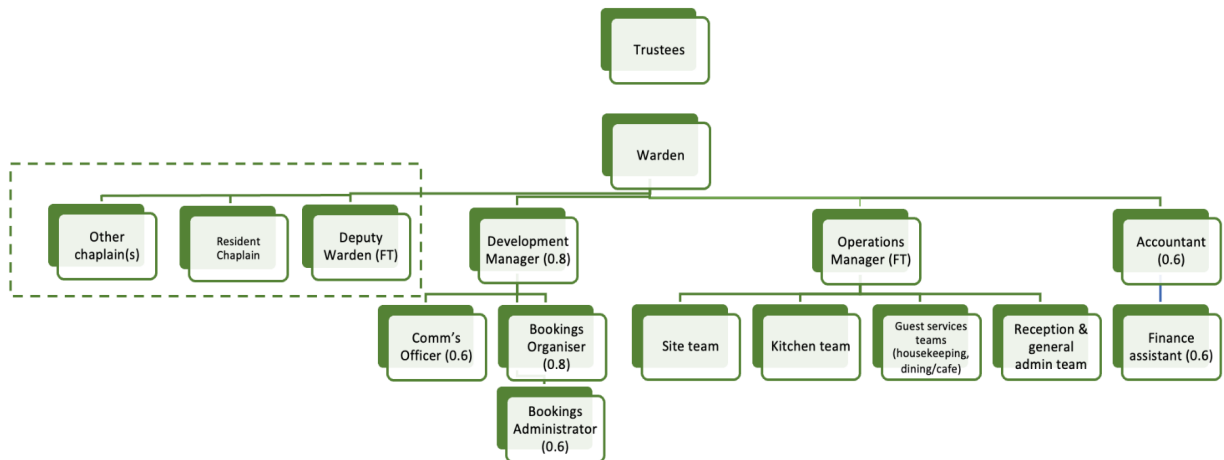 Trustees
Warden
Other
chaplain(s)
Resident
Chaplain
Deputy
Warden (FT)
Development
Manager (0.8)
Operations
Manager (FT)
Accountant
(0.6)
Comm's
Officer (0.6)
Bookings
Organiser
(0.8)
Site team
Kitchen team
Guest services
teams
(housekeeping,
dining/cafe)
Reception &
general
admin team
Finance
assistant (0.6)
Bookings
Administrator
(0.6)